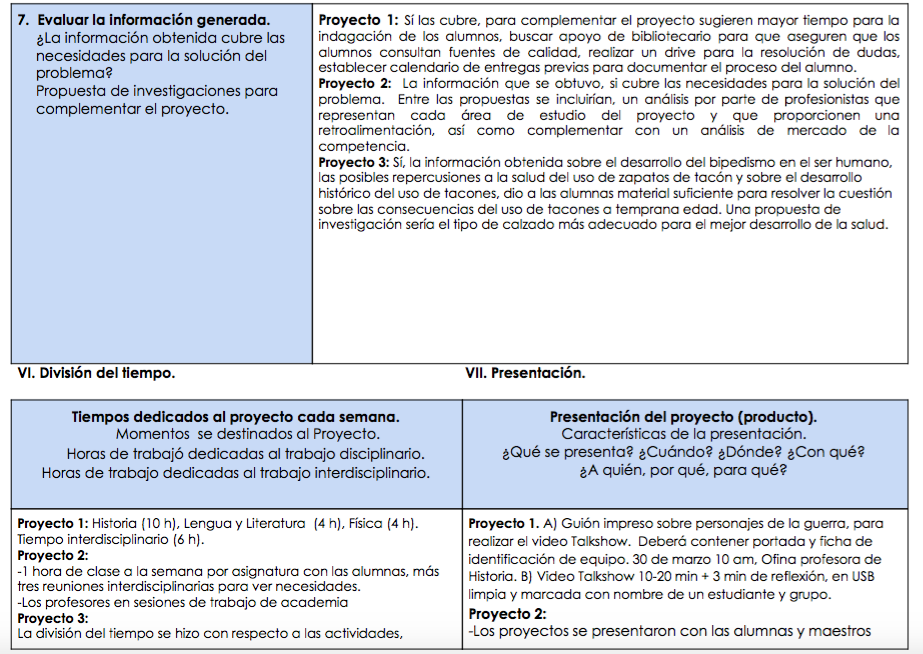 7. Evaluar la información generada.
¿La información obtenida cubre las
necesidades para la solución del
problema?
Propuesta de investigaciones para
complementar el proyecto.
Proyecto 1: Sí las cubre, para complementar el proyecto sugieren mayor tiempo para la
indagación de los alumnos, buscar apoyo de bibliotecario para que aseguren que los
alumnos consultan fuentes de calidad, realizar un drive para la resolución de dudas,
establecer calendario de entregas previas para documentar el proceso del alumno.
Proyecto 2: La información que se obtuvo, si cubre las necesidades para la solución del
problema. Entre las propuestas se incluirían, un análisis por parte de profesionistas que
representan cada área de estudio del proyecto y que proporcionen una
retroalimentación, así como complementar con un análisis de mercado de la
competencia.
Proyecto 3: Sí, la información obtenida sobre el desarrollo del bipedismo en el ser humano,
las posibles repercusiones a la salud del uso de zapatos de tacón y sobre el desarrollo
histórico del uso de tacones, dio a las alumnas material suficiente para resolver la cuestión
sobre las consecuencias del uso de tacones a temprana edad. Una propuesta de
investigación sería el tipo de calzado más adecuado para el mejor desarrollo de la salud.
VI. División del tiempo.
VII. Presentación.
Tiempos dedicados al proyecto cada semana.
Momentos se destinados al Proyecto.
Horas de trabajó dedicadas al trabajo disciplinario.
Horas de trabajo dedicadas al trabajo interdisciplinario.
Presentación del proyecto (producto).
Características de la presentación.
¿Qué se presenta? ¿Cuándo? ¿Dónde? ¿Con qué?
¿A quién, por qué, para qué?
Proyecto 1: Historia (10 h), Lengua y Literatura (4 h), Física (4 h).
Tiempo interdisciplinario (6 h).
Proyecto 2:
-1 hora de clase a la semana por asignatura con las alumnas, más
tres reuniones interdisciplinarias para ver necesidades.
-Los profesores en sesiones de trabajo de academia
Proyecto 3:
La división del tiempo se hizo con respecto a las actividades,
Proyecto 1. A) Guión impreso sobre personajes de la guerra, para
realizar el video Talkshow. Deberá contener portada y ficha de
identificación de equipo. 30 de marzo 10 am, Ofina profesora de
Historia. B) Video Talkshow 10-20 min + 3 min de reflexión, en USB
limpia y marcada con nombre de un estudiante y grupo.
Proyecto 2:
-Los proyectos se presentaron con las alumnas y maestros